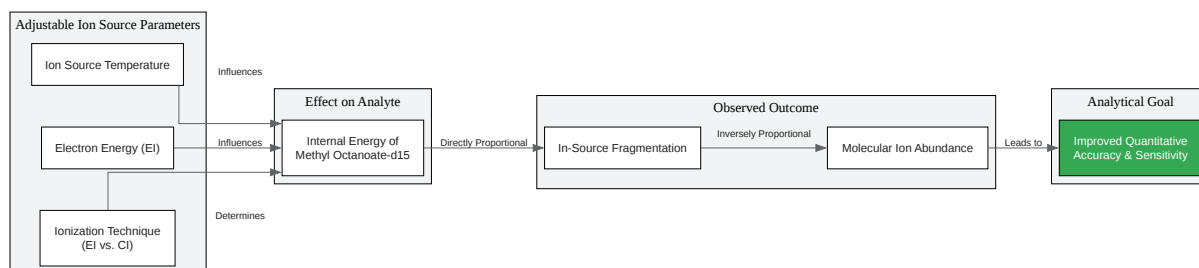 Adjustable Ion Source Parameters
Ion Source Temperature
Influences
Electron Energy (EI)
Influences
Ionization Technique
(EI vs. CI)
Determines
Effect on Analyte
Internal Energy of
Methyl Octanoate-d15
Directly Proportional
Observed Outcome
In-Source Fragmentation
Inversely Proportional
Molecular Ion Abundance
Leads to
Analytical Goal
Improved Quantitative
Accuracy & Sensitivity